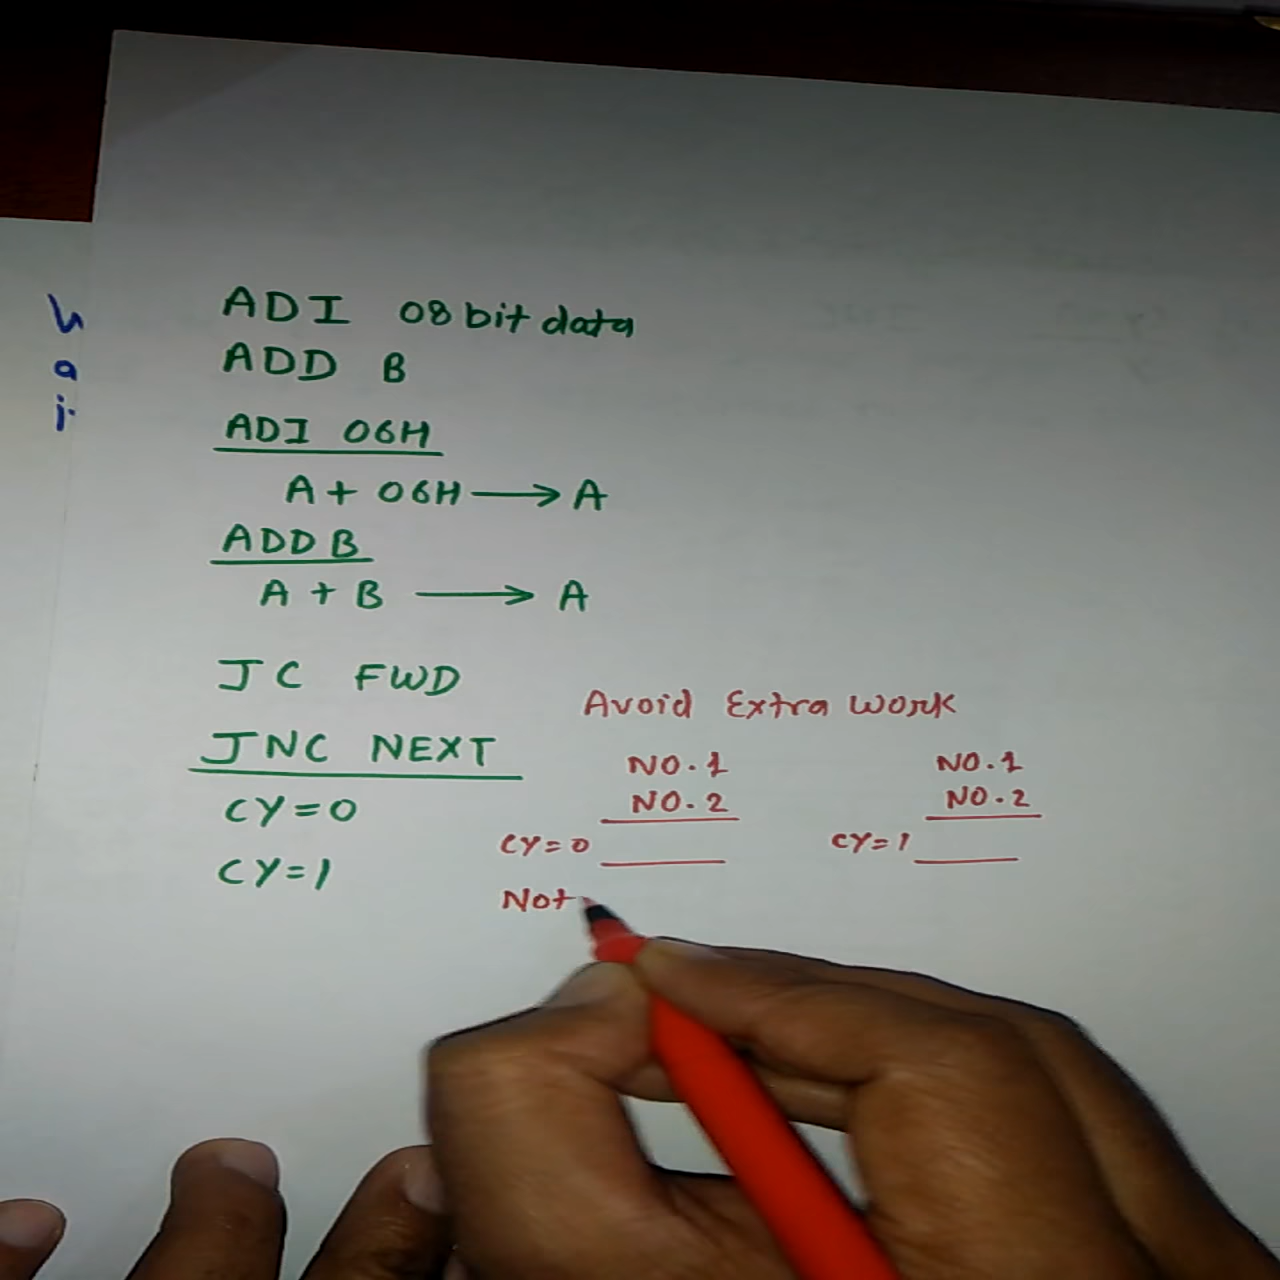 ADI 08 bit data
ADD B
ADI 06H
A + 06H → A
ADD B
A + B → A
JC FWD
JNC NEXT
CY=0
CY=1
Avoid Extra Work
NO.1
NO.2
CY=0
Not
NO.1
NO.2
CY=1